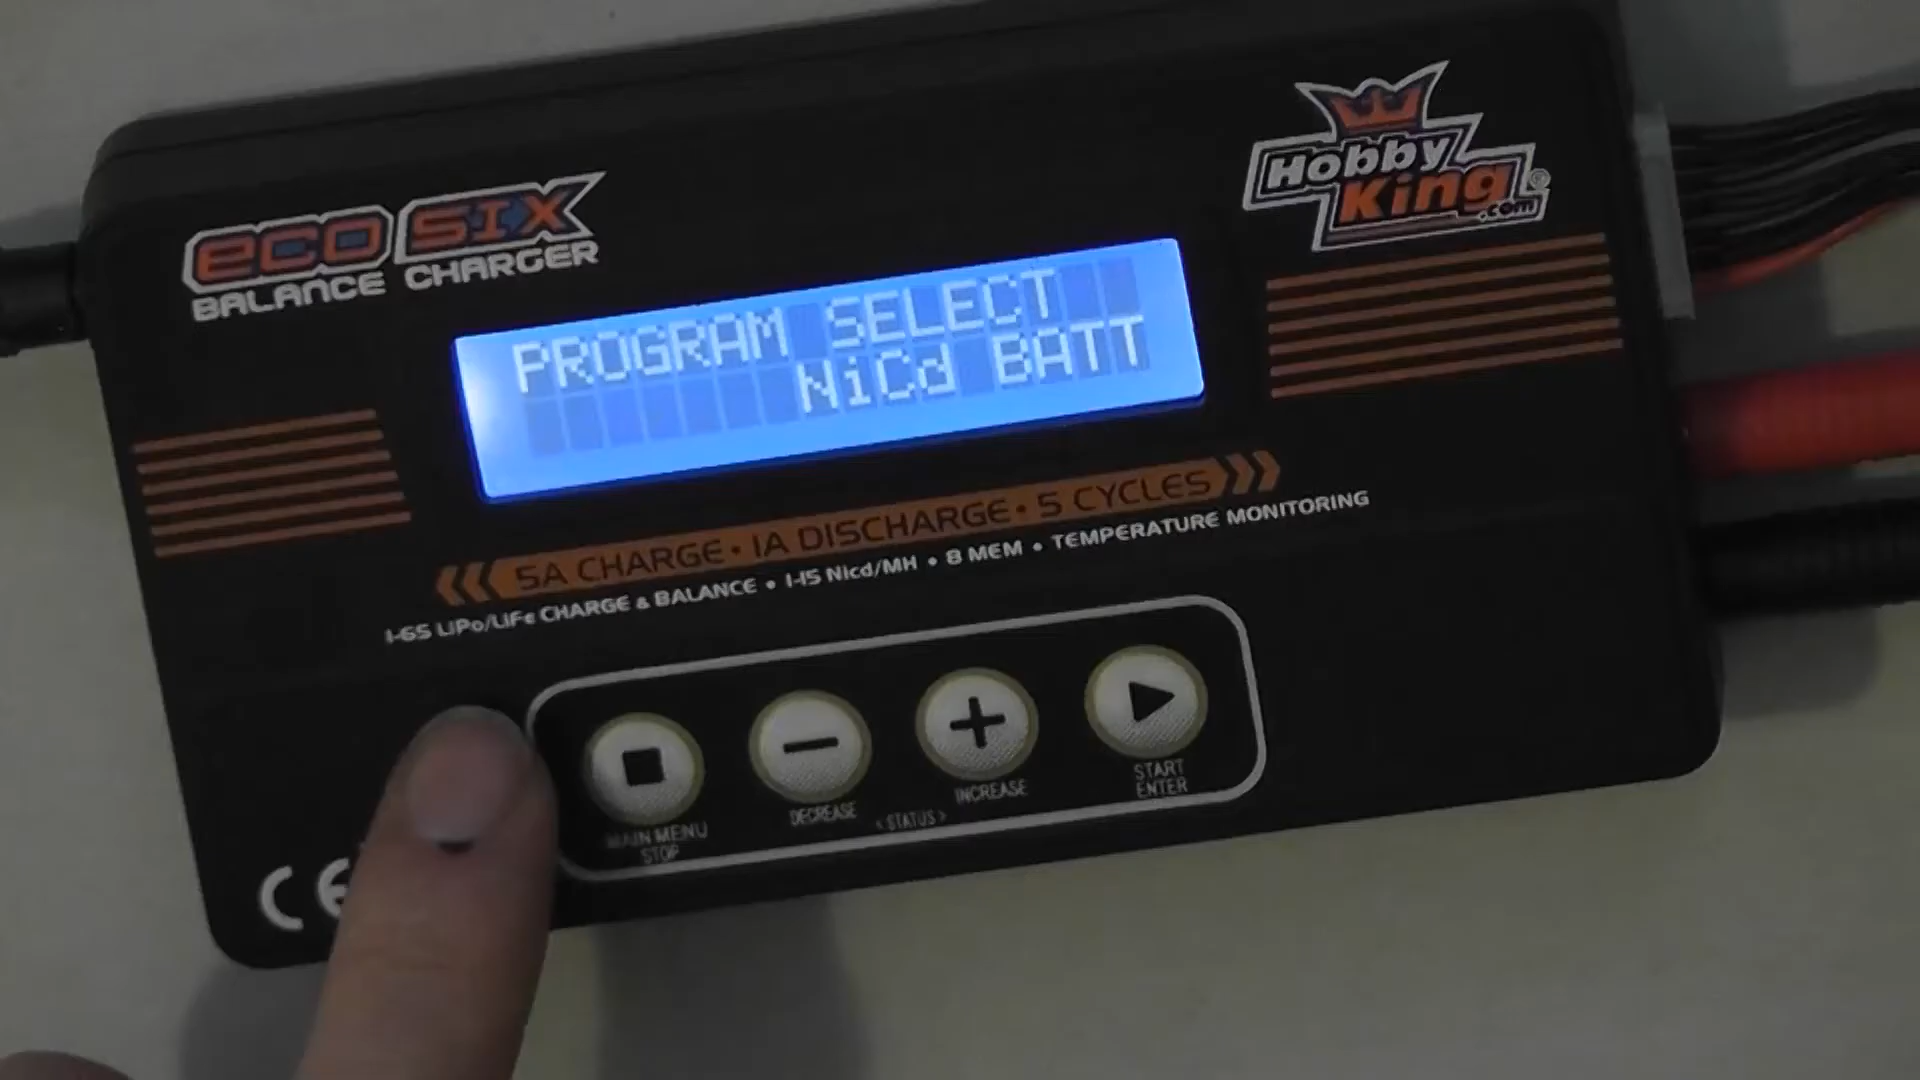 eco SIX
BALANCE CHARGER
Hobby
King
.com
®
PROGRAM SELECT
NiCd BATT
5A CHARGE • 1A DISCHARGE • 5 CYCLES
1-6S LiPo/LiFe CHARGE & BALANCE • 1-15 Nicd/MH • 8 MEM • TEMPERATURE MONITORING
MAIN MENU
STOP
DECREASE
<STATUS>
INCREASE
START
ENTER
CE